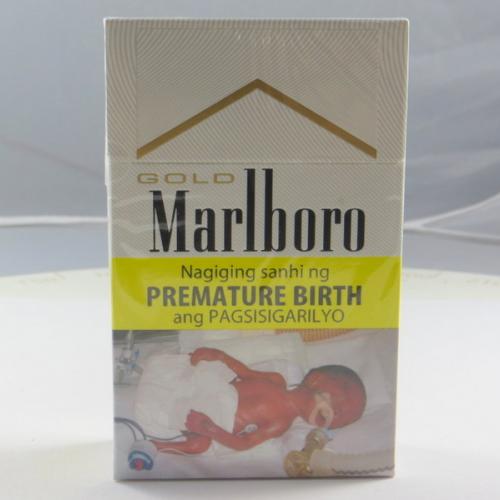 GOLD
Marlboro
Nagiging sanhi ng
PREMATURE BIRTH
ang PAGSISIGARILYO